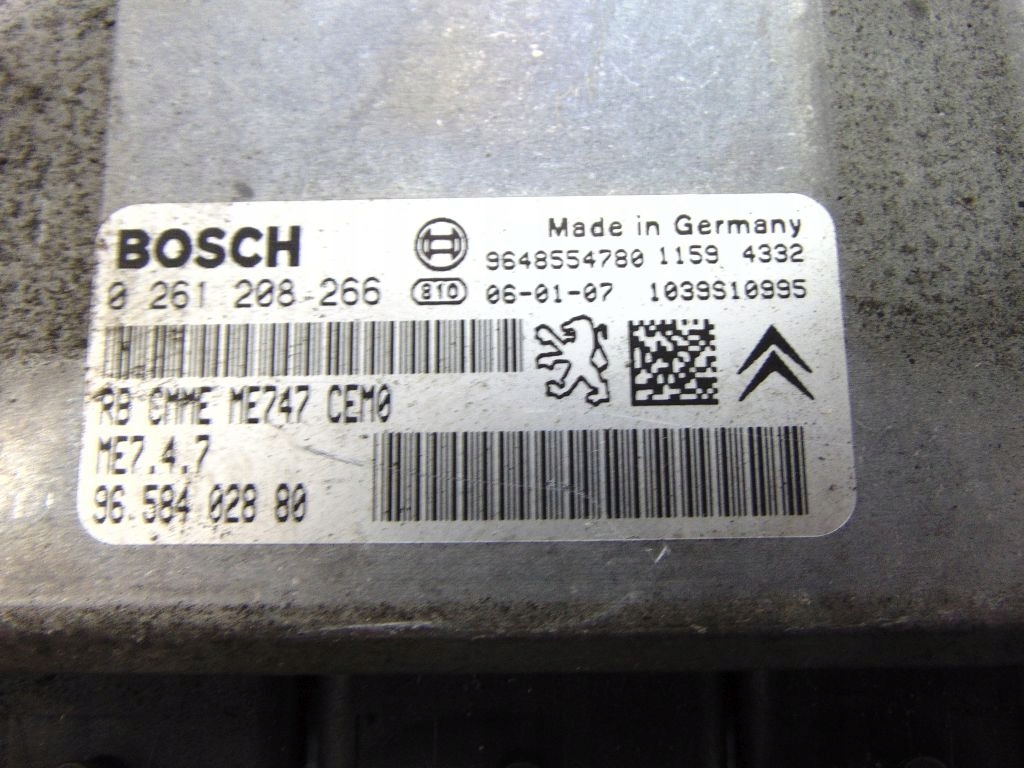 BOSCH
Made in Germany
9648554780 1159 4332
0 261 208 266
810 06-01-07 1039S10995
RB CMME ME747 CEM0
ME7.4.7
96.584 028 80